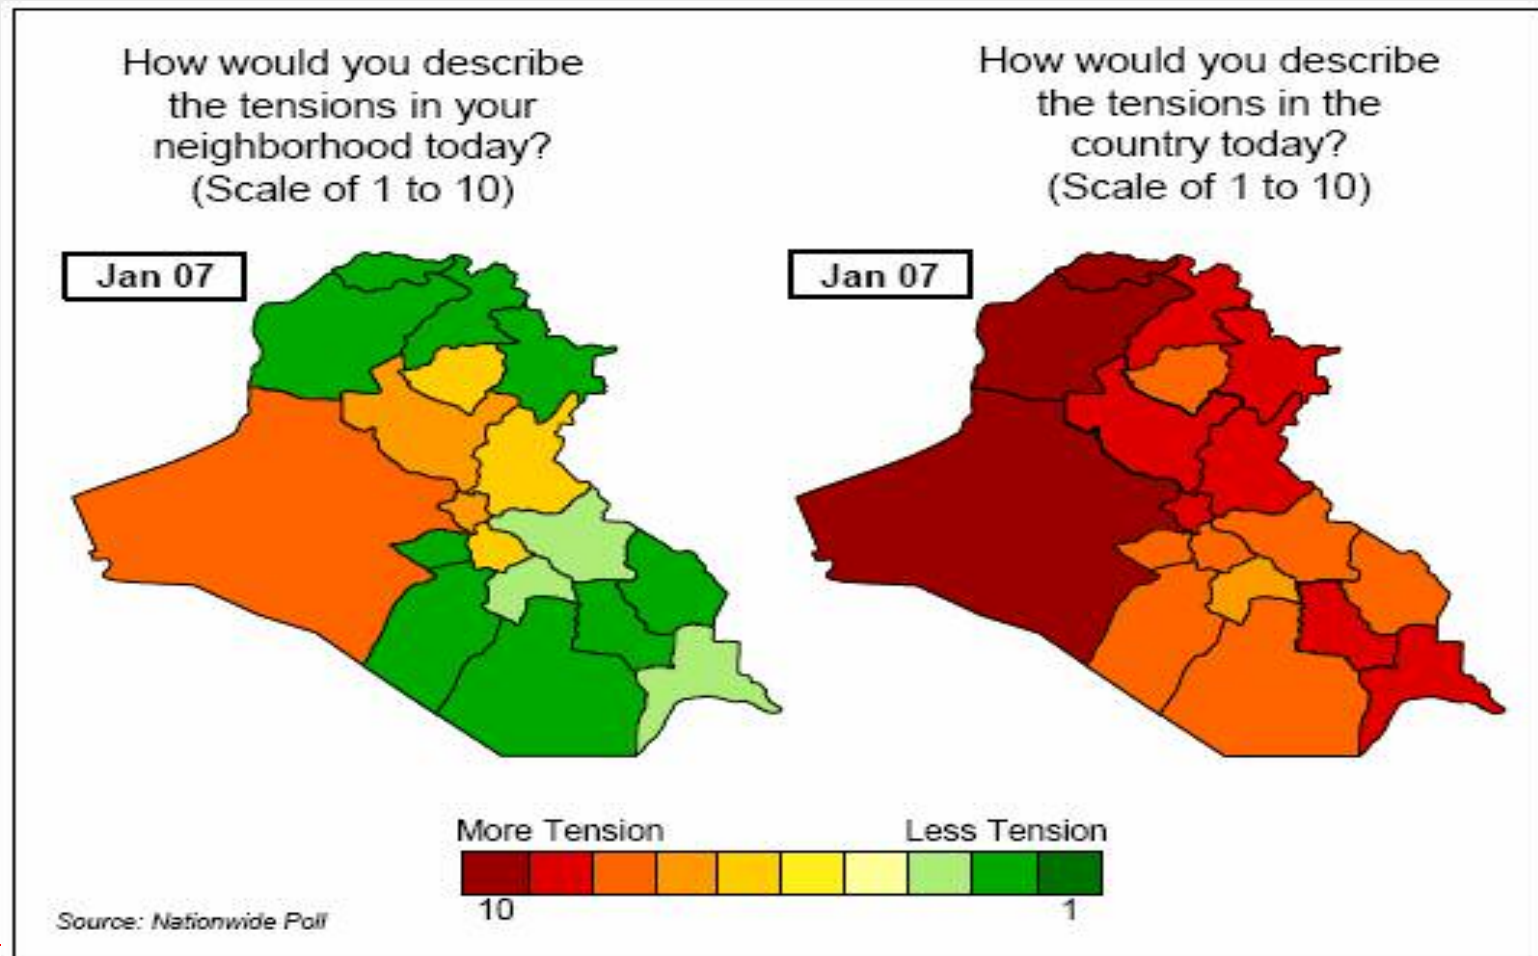 How would you describe
the tensions in your
neighborhood today?
(Scale of 1 to 10)
How would you describe
the tensions in the
country today?
(Scale of 1 to 10)
Jan 07
Jan 07
More Tension
Less Tension
10
1
Source: Nationwide Poll